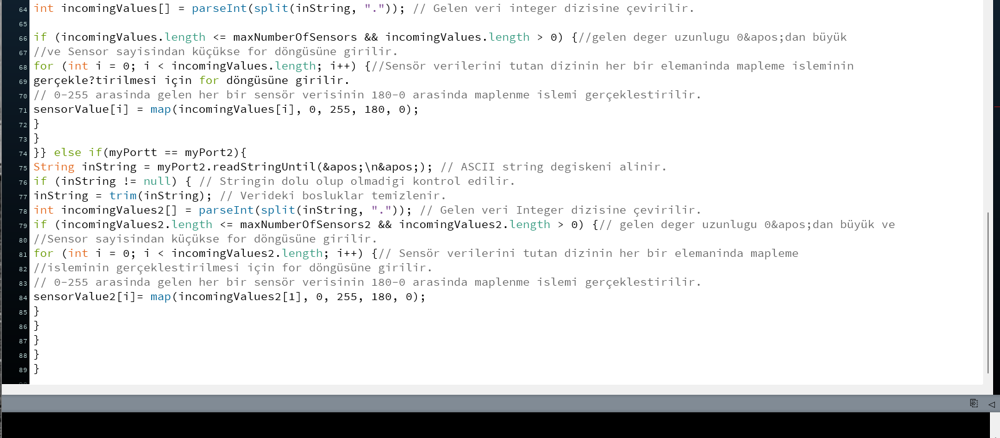 64 int incomingValues[] = parseInt(split(inString, ".")); // Gelen veri integer dizisine çevirilir.
65
66 if (incomingValues.length <= maxNumberOfSensors && incomingValues.length > 0) {//gelen deger uzunlugu 0&apos;dan büyük
67 //ve Sensor sayisindan küçükse for döngüsüne girilir.
68 for (int i = 0; i < incomingValues.length; i++) {//Sensör verilerini tutan dizinin her bir elemaninda mapleme isleminin
69 gerçekle?tirilmesi için for döngüsüne girilir.
70 // 0-255 arasinda gelen her bir sensör verisinin 180-0 arasinda maplenme islemi gerçeklestirilir.
71 sensorValue[i] = map(incomingValues[i], 0, 255, 180, 0);
72 }
73 }
74 }} else if(myPortt == myPort2){
75 String inString = myPort2.readStringUntil(&apos;\n&apos;); // ASCII string degiskeni alinir.
76 if (inString != null) { // Stringin dolu olup olmadigi kontrol edilir.
77 inString = trim(inString); // Verideki bosluklar temizlenir.
78 int incomingValues2[] = parseInt(split(inString, ".")); // Gelen veri Integer dizisine çevirilir.
79 if (incomingValues2.length <= maxNumberOfSensors2 && incomingValues2.length > 0) {// gelen deger uzunlugu 0&apos;dan büyük ve
80 //Sensor sayisindan küçükse for döngüsüne girilir.
81 for (int i = 0; i < incomingValues2.length; i++) {// Sensör verilerini tutan dizinin her bir elemaninda mapleme
82 //isleminin gerçeklestirilmesi için for döngüsüne girilir.
83 // 0-255 arasinda gelen her bir sensör verisinin 180-0 arasinda maplenme islemi gerçeklestirilir.
84 sensorValue2[i]= map(incomingValues2[1], 0, 255, 180, 0);
85 }
86 }
87 }
88 }
89 }